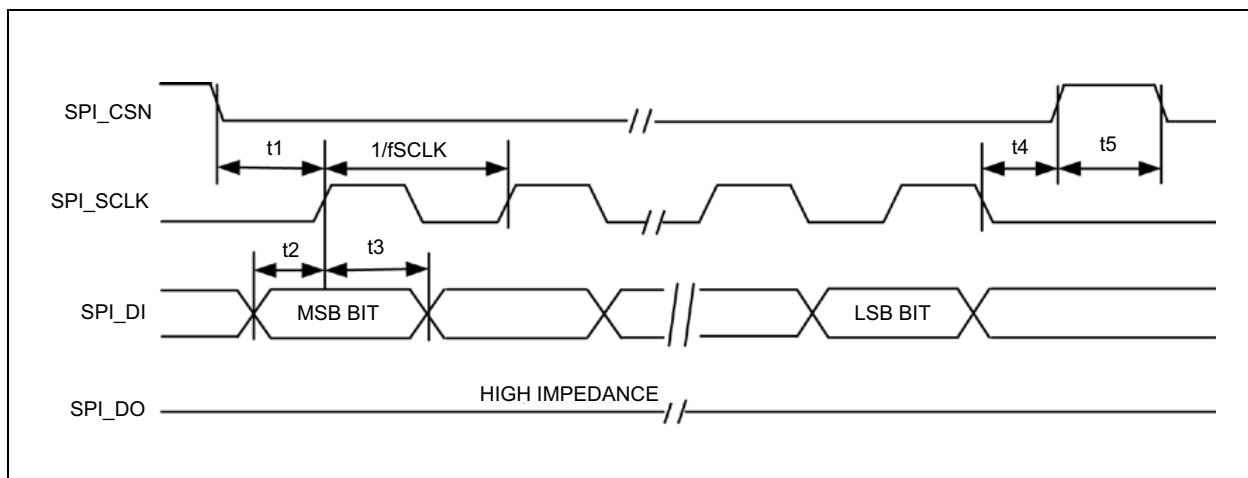 SPI_CSN
t1
1/fSCLK
t4
t5
SPI_SCLK
t2
t3
SPI_DI
MSB BIT
LSB BIT
HIGH IMPEDANCE
SPI_DO